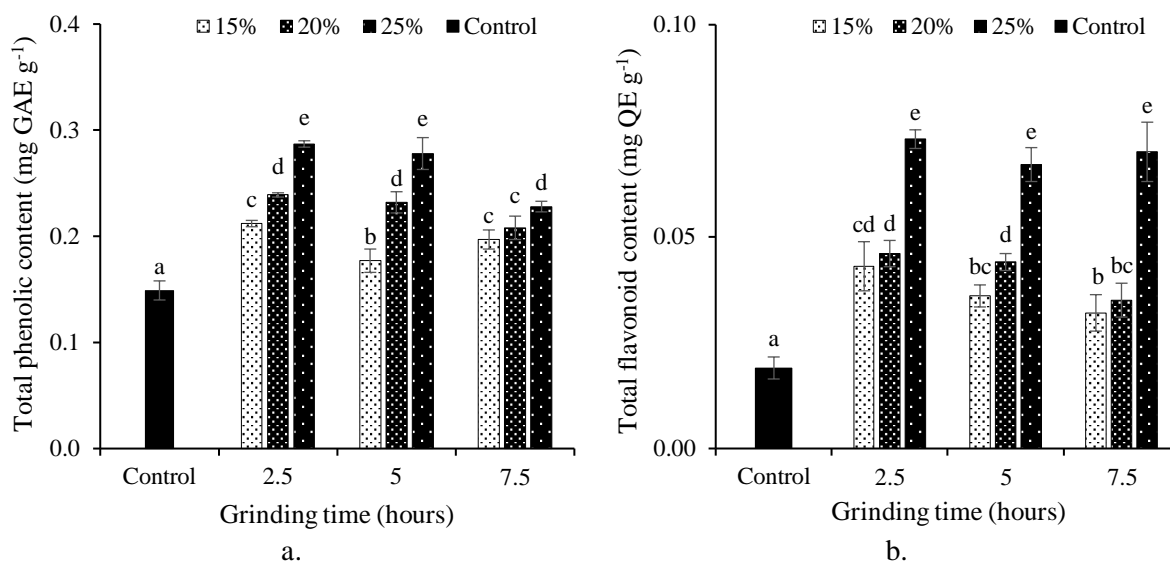 Total phenolic content (mg GAE g⁻¹)
0.4
0.3
0.2
0.1
0.0
15% 20% 25% Control
a
c
d
e
b
d
e
c
c
d
Control 2.5 5 7.5
Grinding time (hours)
a.
Total flavonoid content (mg QE g⁻¹)
0.10
0.05
0.00
15% 20% 25% Control
a
cd
d
e
bc
d
e
b
bc
e
Control 2.5 5 7.5
Grinding time (hours)
b.